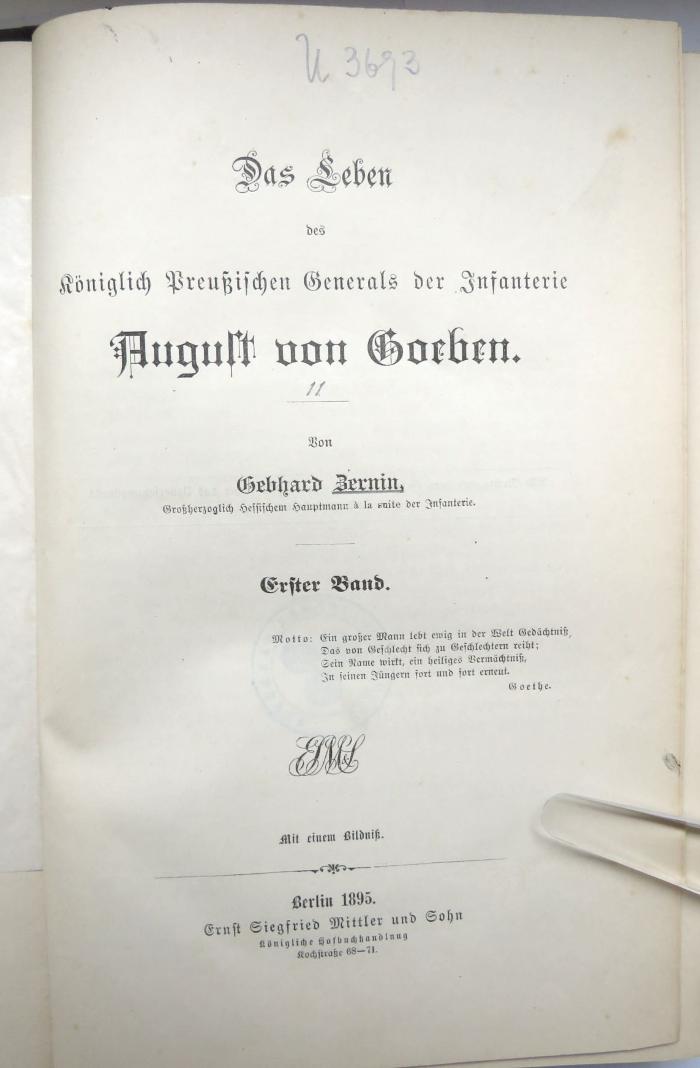 U 3693
Das Leben
des
Königlich Preußischen Generals der Infanterie
August von Goeben.
11
Von
Gebhard Zernin,
Großherzoglich Hessischem Hauptmann à la suite der Infanterie.
Erster Band.
Motto: Ein großer Mann lebt ewig in der Welt Gedächtniß,
Das von Geschlecht sich zu Geschlechtern reiht;
Sein Name wirkt, ein heiliges Vermächtniß,
In seinen Jüngern fort und fort erneut.
Goethe.
Mit einem Bildniß.
Berlin 1895.
Ernst Siegfried Mittler und Sohn
Königliche Hofbuchhandlung
Kochstraße 68—71.